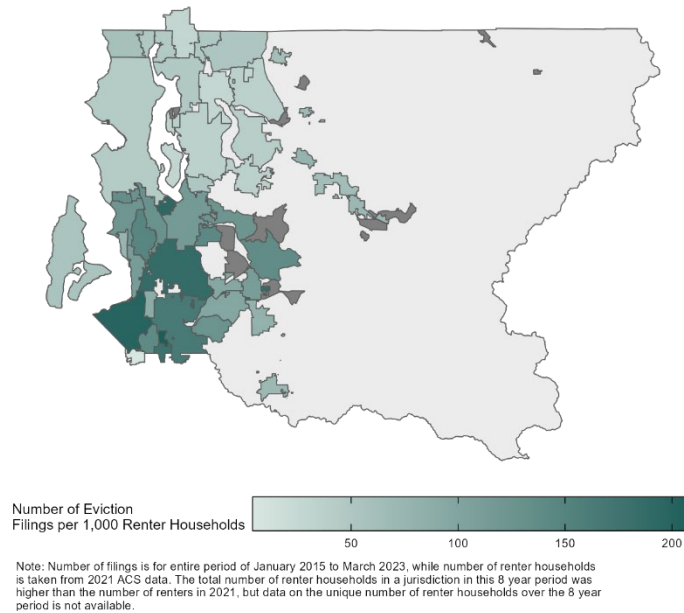 Number of Eviction
Filings per 1,000 Renter Households
50
100
150
200
Note: Number of filings is for entire period of January 2015 to March 2023, while number of renter households
is taken from 2021 ACS data. The total number of renter households in a jurisdiction in this 8 year period was
higher than the number of renters in 2021, but data on the unique number of renter households over the 8 year
period is not available.